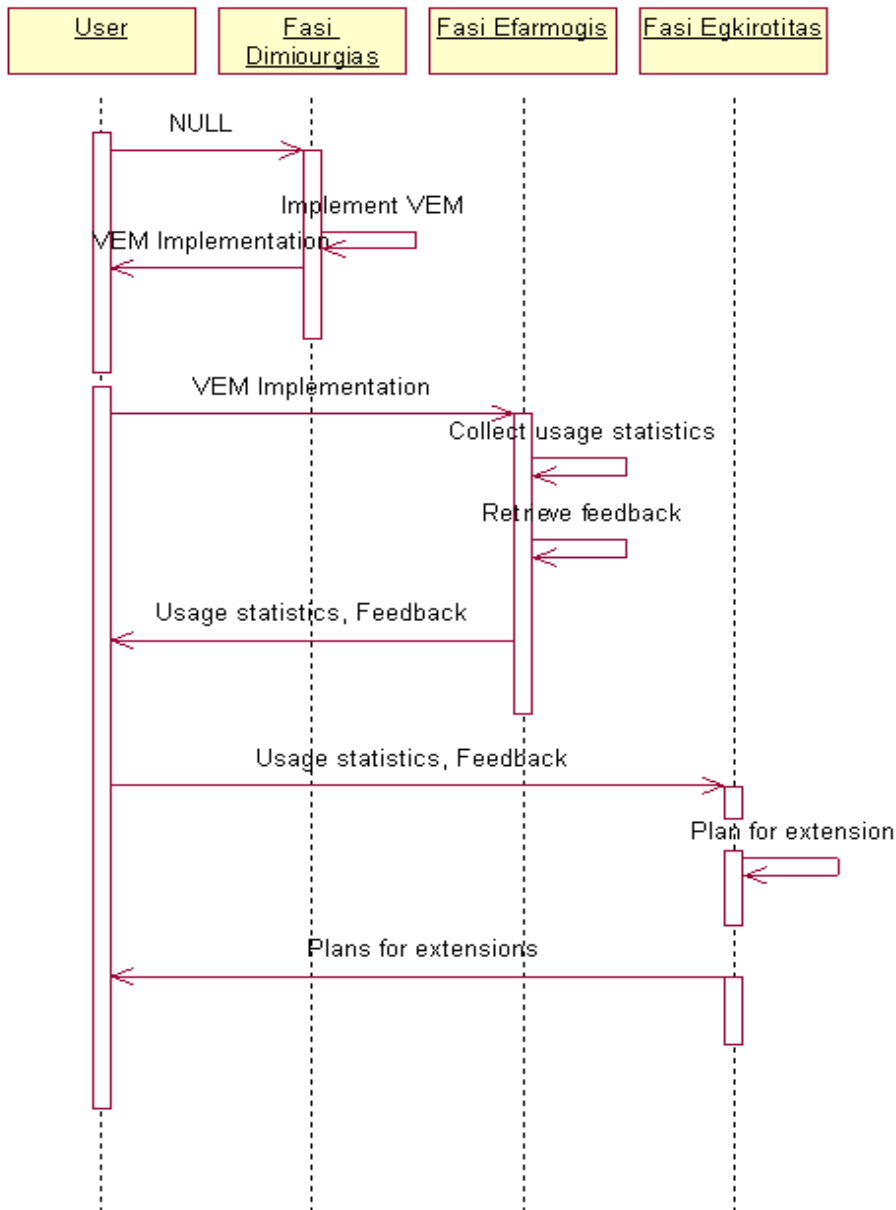 User
Fasi
Dimiourgias
Fasi Efarmogis
Fasi Egkirotitas
NULL
Implement VEM
VEM Implementation
VEM Implementation
Collect usage statistics
Retrieve feedback
Usage statistics, Feedback
Usage statistics, Feedback
Plan for extension
Plans for extensions